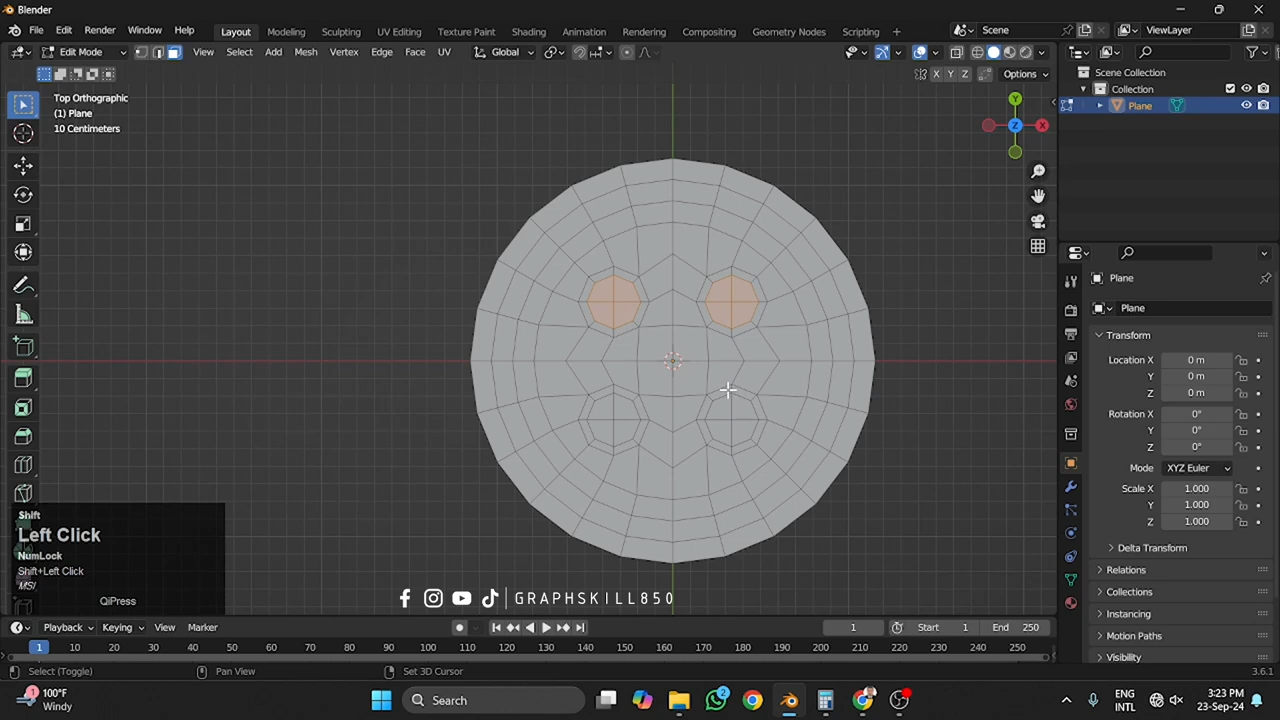 Blender
File Edit Render Window Help
Layout Modeling Sculpting UV Editing Texture Paint Shading Animation Rendering Compositing Geometry Nodes Scripting +
Scene
ViewLayer
Edit Mode View Select Add Mesh Vertex Edge Face UV
Global
X Y Z Options
Top Orthographic
(1) Plane
10 Centimeters
Y
Z
X
Scene Collection
Collection
Plane
Plane
Plane
Transform
Location X 0 m
Y 0 m
Z 0 m
Rotation X 0°
Y 0°
Z 0°
Mode XYZ Euler
Scale X 1.000
Y 1.000
Z 1.000
Delta Transform
Relations
Collections
Instancing
Motion Paths
Visibility
Shift
Left Click
NumLock
Shift+Left Click
QiPress
GRAPHSKILL850
Playback Keying View Marker
1 Start 1 End 250
1 10 20 30 40 50 60 70 80 90 100 110 120 130 140 150 160 170 180 190 200 210 220 230 240 250
Select (Toggle) Pan View Set 3D Cursor 3.6.1
1
100°F
Windy
Search
2
ENG
INTL
3:23 PM
23-Sep-24